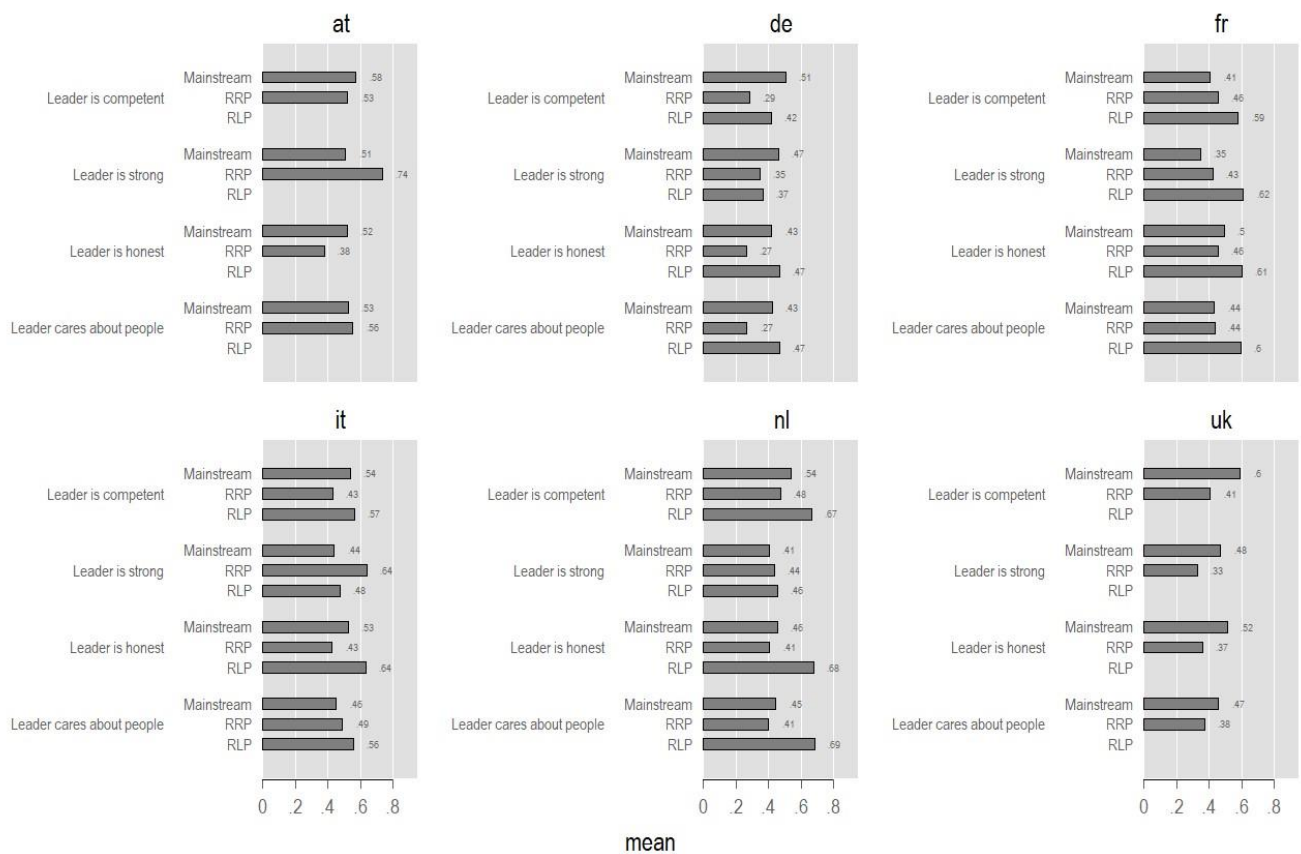 at
Mainstream .58
Leader is competent RRP .53
RLP
Mainstream .51
Leader is strong RRP .74
RLP
Mainstream .52
Leader is honest RRP .38
RLP
Mainstream .53
Leader cares about people RRP .56
RLP
de
Mainstream .51
Leader is competent RRP .29
RLP .42
Mainstream .47
Leader is strong RRP .35
RLP .37
Mainstream .43
Leader is honest RRP .27
RLP .47
Mainstream .43
Leader cares about people RRP .27
RLP .47
fr
Mainstream .41
Leader is competent RRP .46
RLP .59
Mainstream .35
Leader is strong RRP .43
RLP .62
Mainstream .5
Leader is honest RRP .46
RLP .61
Mainstream .44
Leader cares about people RRP .44
RLP .6
it
Mainstream .54
Leader is competent RRP .43
RLP .57
Mainstream .44
Leader is strong RRP .64
RLP .48
Mainstream .53
Leader is honest RRP .43
RLP .64
Mainstream .46
Leader cares about people RRP .49
RLP .56
0 .2 .4 .6 .8
nl
Mainstream .54
Leader is competent RRP .48
RLP .67
Mainstream .41
Leader is strong RRP .44
RLP .46
Mainstream .46
Leader is honest RRP .41
RLP .68
Mainstream .45
Leader cares about people RRP .41
RLP .69
0 .2 .4 .6 .8
uk
Mainstream .6
Leader is competent RRP .41
RLP
Mainstream .48
Leader is strong RRP .33
RLP
Mainstream .52
Leader is honest RRP .37
RLP
Mainstream .47
Leader cares about people RRP .38
RLP
0 .2 .4 .6 .8
mean